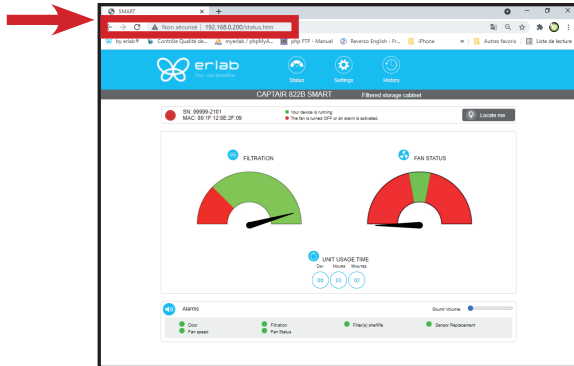 SMART × +
Non sécurisé 192.168.0.200/status.htm
by erlab® Contrôle Qualité de... myerlab / phpMyA... php FTP - Manual Reverso English - Fr... iPhone » Autres favoris Liste de lecture
erlab
You can breathe
Status Settings History
CAPTAIR 822B SMART Filtered storage cabinet
SN: 99999-2101
MAC: 80:1F:12:8E:2F:09
Your device is running
The fan is turned OFF or an alarm is activated.
Locate me
FILTRATION FAN STATUS
UNIT USAGE TIME
Day Hours Minutes
00 03 02
Alarms Sound Volume:
Door Filtration Filter(s) shelflife Sensor Replacement
Fan speed Fan Status